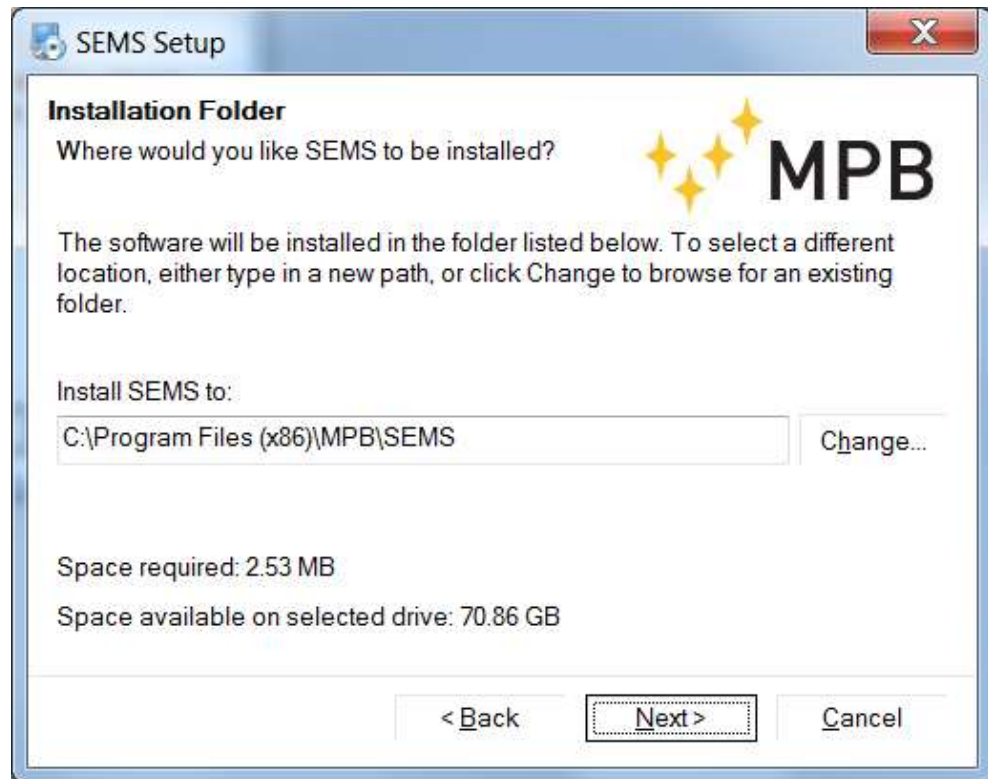 SEMS Setup
Installation Folder
Where would you like SEMS to be installed?
MPB
The software will be installed in the folder listed below. To select a different
location, either type in a new path, or click Change to browse for an existing
folder.
Install SEMS to:
C:\Program Files (x86)\MPB\SEMS
Change...
Space required: 2.53 MB
Space available on selected drive: 70.86 GB
< Back
Next >
Cancel